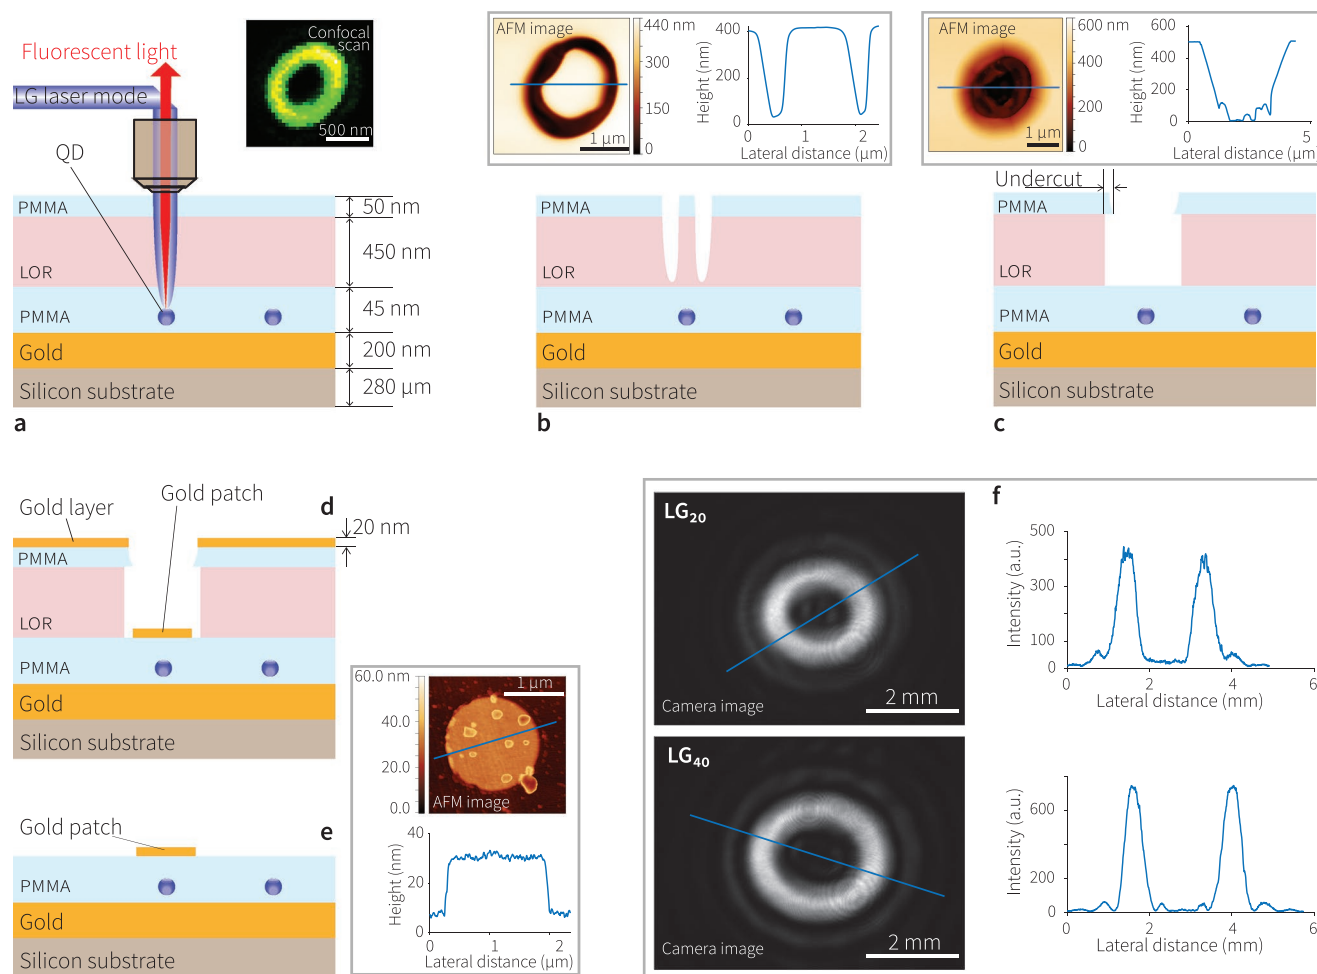 Fluorescent light
LG laser mode
QD
Confocal
scan
500 nm
PMMA
LOR
PMMA
Gold
Silicon substrate
50 nm
450 nm
45 nm
200 nm
280 µm
a
AFM image
1 µm
440 nm
300
150
0
Height (nm)
400
200
0
0
1
2
Lateral distance (µm)
PMMA
LOR
PMMA
Gold
Silicon substrate
b
AFM image
1 µm
600 nm
400
200
0
Height (nm)
600
400
200
0
0
5
Lateral distance (µm)
Undercut
PMMA
LOR
PMMA
Gold
Silicon substrate
c
Gold patch
Gold layer
d
20 nm
PMMA
LOR
PMMA
Gold
Silicon substrate
Gold patch
e
PMMA
Gold
Silicon substrate
60.0 nm
40.0
20.0
0.0
1 µm
AFM image
Height (nm)
40
20
0
0
1
2
Lateral distance (µm)
f
LG20
2 mm
Camera image
Intensity (a.u.)
500
300
100
0
0
2
4
6
Lateral distance (mm)
LG40
2 mm
Camera image
Intensity (a.u.)
600
300
0
0
2
4
6
Lateral distance (mm)